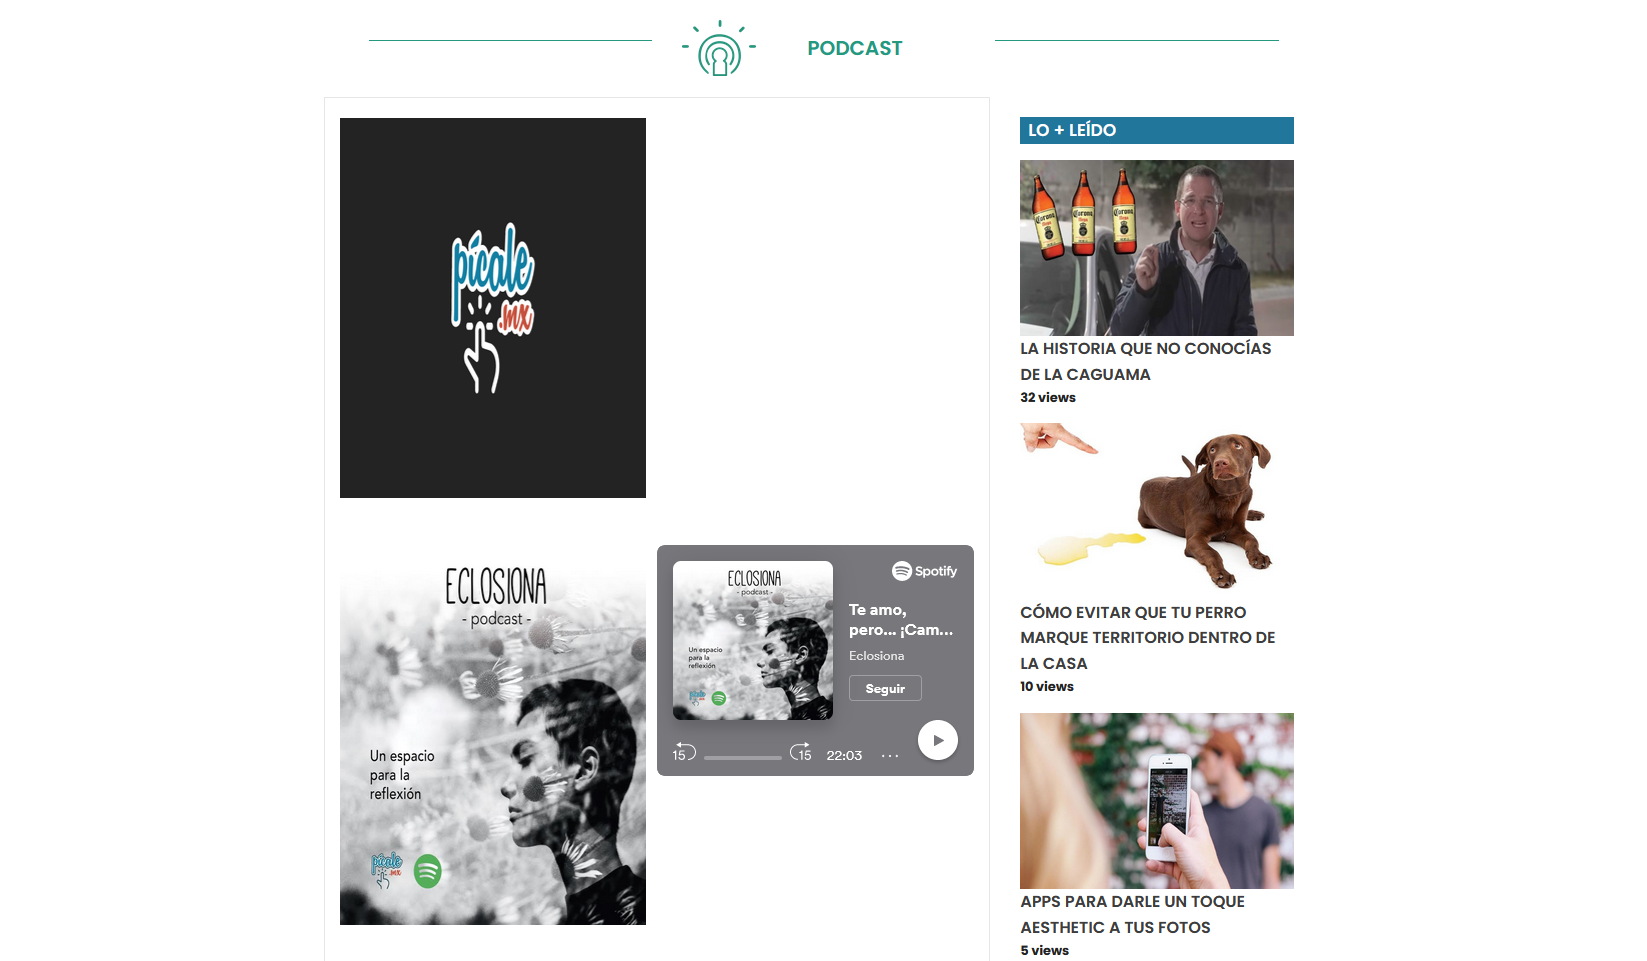 PODCAST
pícale
.mx
ECLOSIONA
- podcast -
Un espacio
para la
reflexión
pícale
.mx
ECLOSIONA
- podcast -
Un espacio
para la
reflexión
Spotify
Te amo,
pero... ¡Cam...
Eclosiona
Seguir
15
15
22:03
...
LO + LEÍDO
Corona
Corona
Corona
LA HISTORIA QUE NO CONOCÍAS
DE LA CAGUAMA
32 views
CÓMO EVITAR QUE TU PERRO
MARQUE TERRITORIO DENTRO DE
LA CASA
10 views
APPS PARA DARLE UN TOQUE
AESTHETIC A TUS FOTOS
5 views